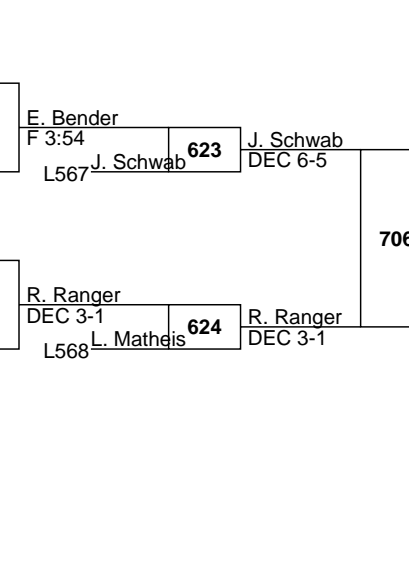 E. Bender
F 3:54
L567 J. Schwab
623
J. Schwab
DEC 6-5
706
R. Ranger
DEC 3-1
L568 L. Matheis
624
R. Ranger
DEC 3-1